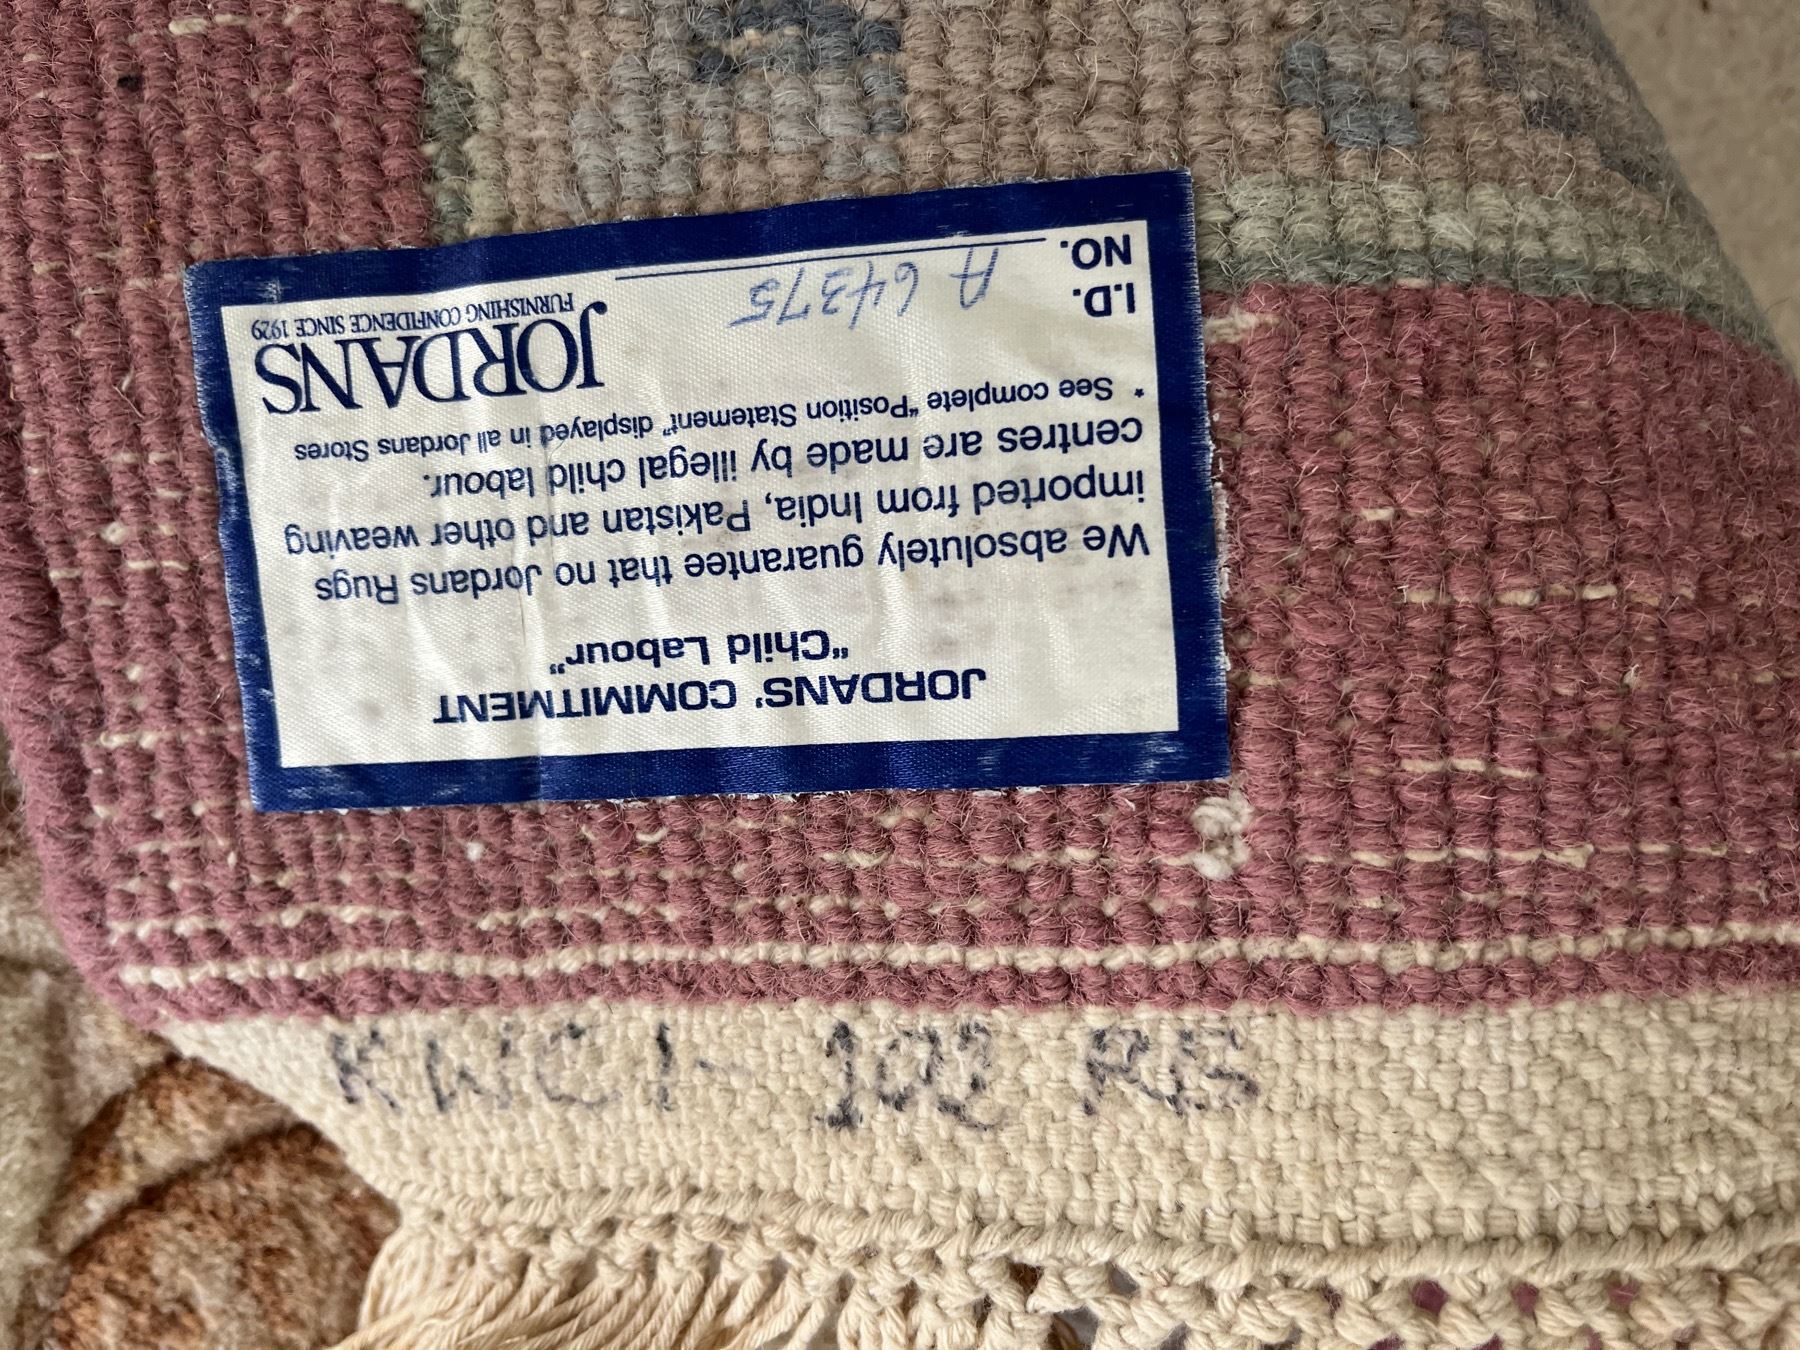 JORDANS' COMMITMENT
"Child Labour"
We absolutely guarantee that no Jordans Rugs
imported from India, Pakistan and other weaving
centres are made by illegal child labour.
* See complete "Position Statement" displayed in all Jordans Stores
I.D.
NO. A 64375
JORDANS
FURNISHING CONFIDENCE SINCE 1929
KWC1- 102